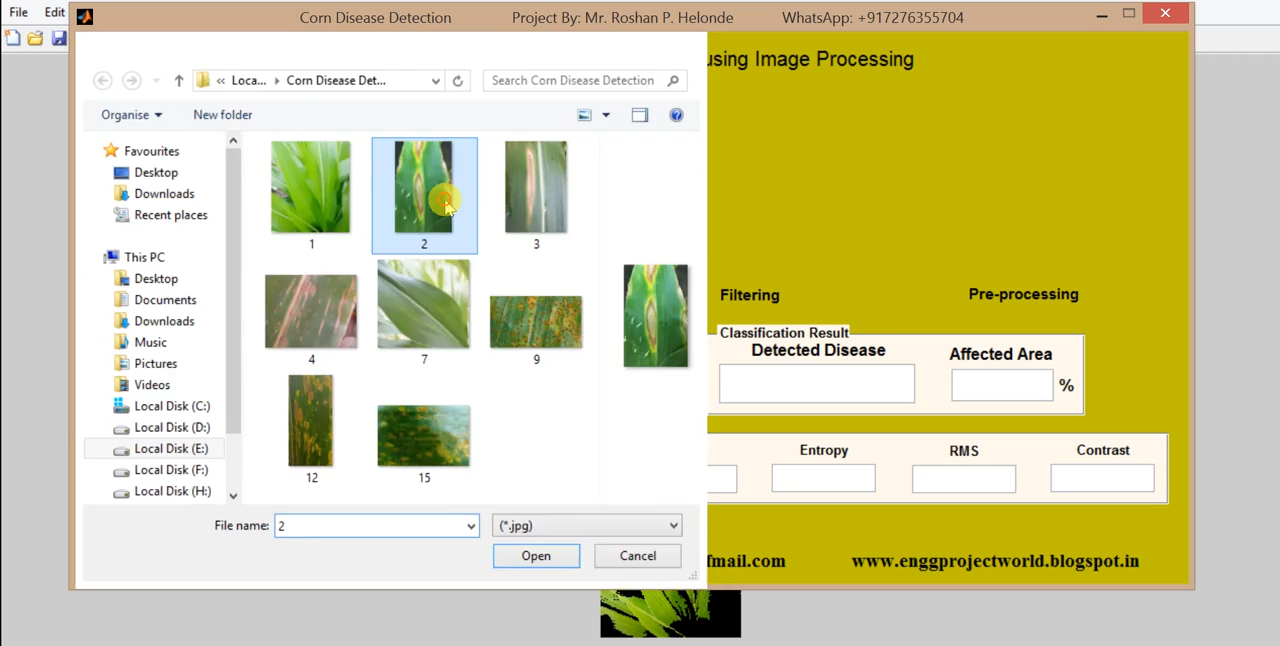 File Edit
Corn Disease Detection Project By: Mr. Roshan P. Helonde WhatsApp: +917276355704
using Image Processing
« Loca... Corn Disease Det...
Search Corn Disease Detection
Organise
New folder
Favourites
Desktop
Downloads
Recent places
This PC
Desktop
Documents
Downloads
Music
Pictures
Videos
Local Disk (C:)
Local Disk (D:)
Local Disk (E:)
Local Disk (F:)
Local Disk (H:)
1 2 3
4 7 9
12 15
File name: 2
(*.jpg)
Open Cancel
Filtering Pre-processing
Classification Result
Detected Disease Affected Area
%
Entropy RMS Contrast
mail.com www.enggprojectworld.blogspot.in